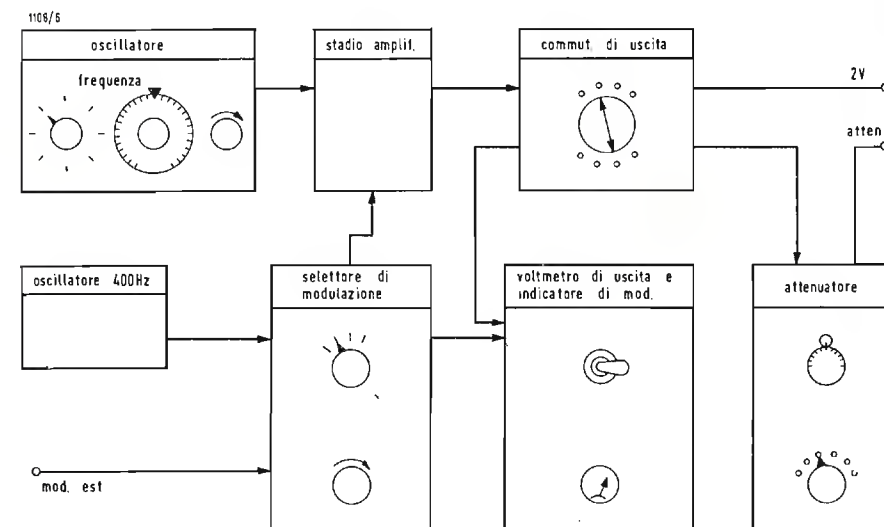 1108/6
oscillatore
stadio amplif.
commut. di uscita
frequenza
2V
atten
oscillatore 400Hz
selettore di
modulazione
voltmetro di uscita e
indicatore di mod.
attenuatore
mod. est